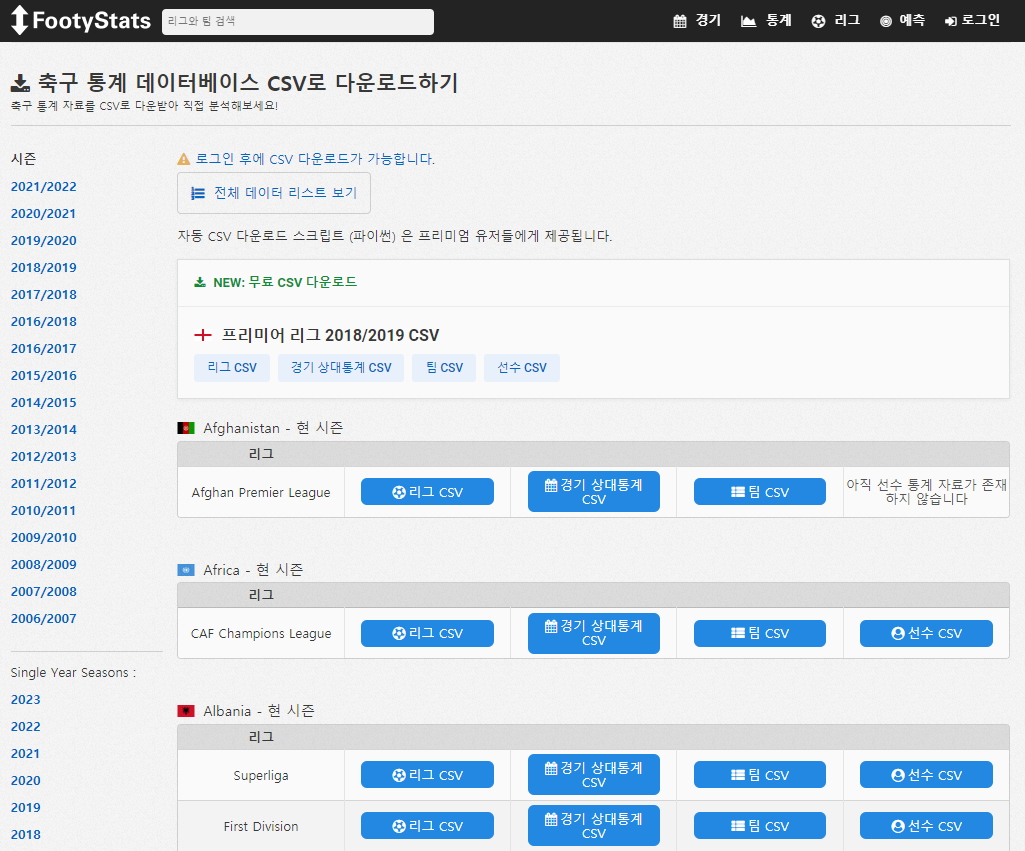 FootyStats
리그와 팀 검색
경기
통계
리그
예측
로그인
축구 통계 데이터베이스 CSV로 다운로드하기
축구 통계 자료를 CSV로 다운받아 직접 분석해보세요!
시즌
2021/2022
2020/2021
2019/2020
2018/2019
2017/2018
2016/2018
2016/2017
2015/2016
2014/2015
2013/2014
2012/2013
2011/2012
2010/2011
2009/2010
2008/2009
2007/2008
2006/2007
Single Year Seasons :
2023
2022
2021
2020
2019
2018
로그인 후에 CSV 다운로드가 가능합니다.
전체 데이터 리스트 보기
자동 CSV 다운로드 스크립트 (파이썬) 은 프리미엄 유저들에게 제공됩니다.
NEW: 무료 CSV 다운로드
프리미어 리그 2018/2019 CSV
리그 CSV
경기 상대통계 CSV
팀 CSV
선수 CSV
Afghanistan - 현 시즌
리그
Afghan Premier League
리그 CSV
경기 상대통계
CSV
팀 CSV
아직 선수 통계 자료가 존재
하지 않습니다
Africa - 현 시즌
리그
CAF Champions League
리그 CSV
경기 상대통계
CSV
팀 CSV
선수 CSV
Albania - 현 시즌
리그
Superliga
리그 CSV
경기 상대통계
CSV
팀 CSV
선수 CSV
First Division
리그 CSV
경기 상대통계
CSV
팀 CSV
선수 CSV